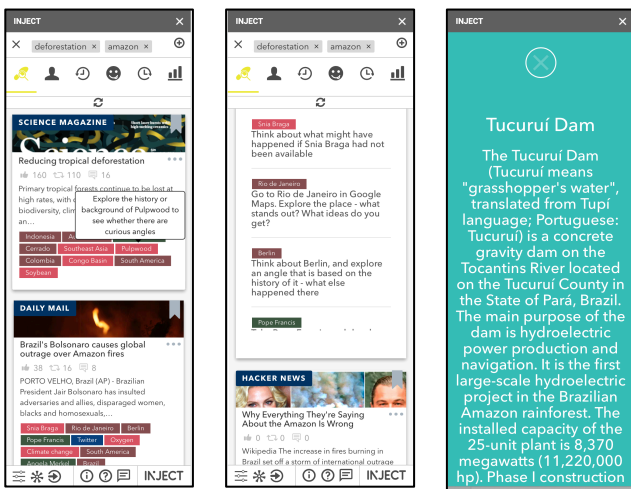 INJECT
deforestation × amazon ×
SCIENCE MAGAZINE
Reducing tropical deforestation
160 110 16
Primary tropical forests continue to be lost at
high rates, with
biodiversity, clim
an...
Explore the history or
background of Pulpwood to
see whether there are
curious angles
Indonesia
Cerrado Southeast Asia Pulpwood
Colombia Congo Basin South America
Soybean
DAILY MAIL
Brazil's Bolsonaro causes global
outrage over Amazon fires
38 16 8
PORTO VELHO, Brazil (AP) - Brazilian
President Jair Bolsonaro has insulted
adversaries and allies, disparaged women,
blacks and homosexuals,...
Snia Braga Rio de Janeiro Berlin
Pope Francis Twitter Oxygen
Climate change South America
Angela Merkel Brazil
INJECT
INJECT
deforestation × amazon ×
Snia Braga
Think about what might have
happened if Snia Braga had not
been available
Rio de Janeiro
Go to Rio de Janeiro in Google
Maps. Explore the place - what
stands out? What ideas do you
get?
Berlin
Think about Berlin, and explore
an angle that is based on the
history of it - what else
happened there
Pope Francis
HACKER NEWS
Why Everything They're Saying
About the Amazon Is Wrong
0 0 0
Wikipedia The increase in fires burning in
Brazil set off a storm of international outrage
INJECT
INJECT
Tucuruí Dam
The Tucuruí Dam
(Tucuruí means
"grasshopper's water",
translated from Tupí
language; Portuguese:
Tucuruí) is a concrete
gravity dam on the
Tocantins River located
on the Tucuruí County in
the State of Pará, Brazil.
The main purpose of the
dam is hydroelectric
power production and
navigation. It is the first
large-scale hydroelectric
project in the Brazilian
Amazon rainforest. The
installed capacity of the
25-unit plant is 8,370
megawatts (11,220,000
hp). Phase I construction